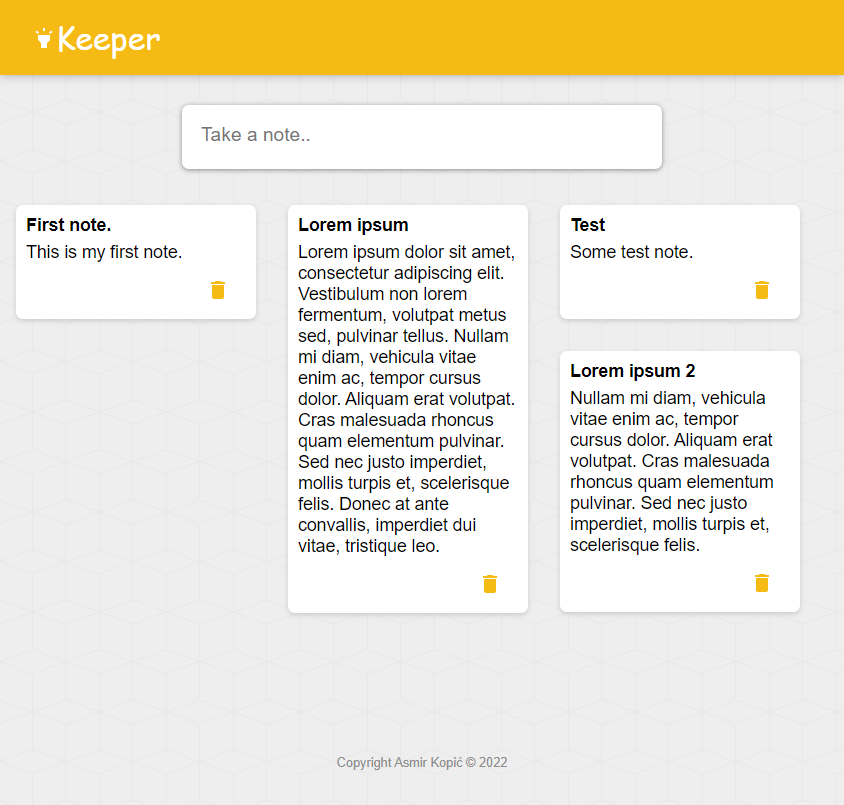 Keeper
Take a note..
First note.
This is my first note.
Lorem ipsum
Lorem ipsum dolor sit amet,
consectetur adipiscing elit.
Vestibulum non lorem
fermentum, volutpat metus
sed, pulvinar tellus. Nullam
mi diam, vehicula vitae
enim ac, tempor cursus
dolor. Aliquam erat volutpat.
Cras malesuada rhoncus
quam elementum pulvinar.
Sed nec justo imperdiet,
mollis turpis et, scelerisque
felis. Donec at ante
convallis, imperdiet dui
vitae, tristique leo.
Test
Some test note.
Lorem ipsum 2
Nullam mi diam, vehicula
vitae enim ac, tempor
cursus dolor. Aliquam erat
volutpat. Cras malesuada
rhoncus quam elementum
pulvinar. Sed nec justo
imperdiet, mollis turpis et,
scelerisque felis.
Copyright Asmir Kopić © 2022